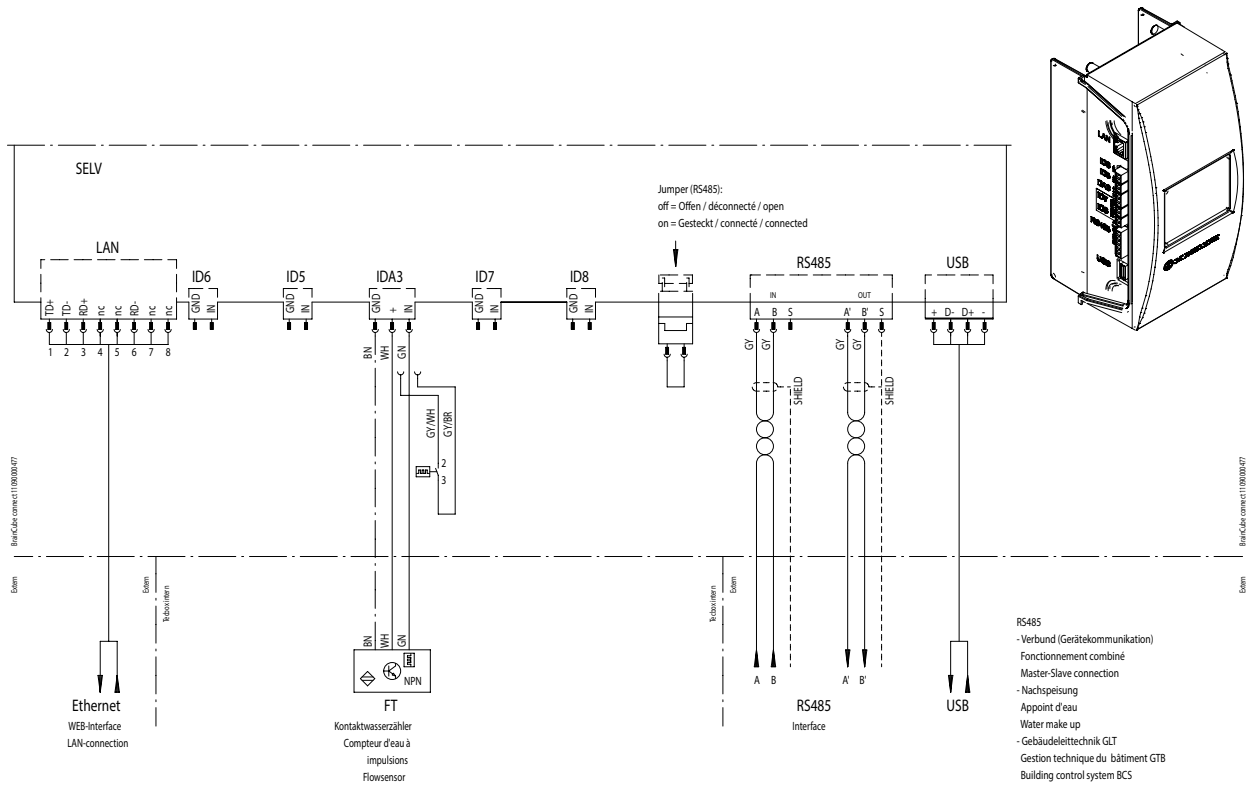 SELV
Jumper (RS485):
off = Offen / déconnecté / open
on = Gesteckt / connecté / connected
LAN
ID6
ID5
IDA3
ID7
ID8
RS485
USB
TD+
TD-
RD+
nc
nc
RD-
nc
nc
GND
IN
GND
IN
GND
+
IN
GND
IN
GND
IN
IN
OUT
A
B
S
A'
B'
S
+
D-
D+
-
1
2
3
4
5
6
7
8
BN
WH
GN
GY
GY
GY
GY
SHIELD
SHIELD
GY/WH
GY/BR
2
3
BrainCube connect 11090000477
BrainCube connect 11090000477
Extern
Extern
Tecbox intern
Tecbox intern
Extern
Extern
BN
WH
GN
NPN
A
B
A'
B'
Ethernet
WEB-Interface
LAN-connection
FT
Kontaktwasserzähler
Compteur d'eau à
impulsions
Flowsensor
RS485
Interface
USB
RS485
- Verbund (Gerätekommunikation)
Fonctionnement combiné
Master-Slave connection
- Nachspeisung
Appoint d'eau
Water make up
- Gebäudeleittechnik GLT
Gestion technique du bâtiment GTB
Building control system BCS
LAN
RS485
USB